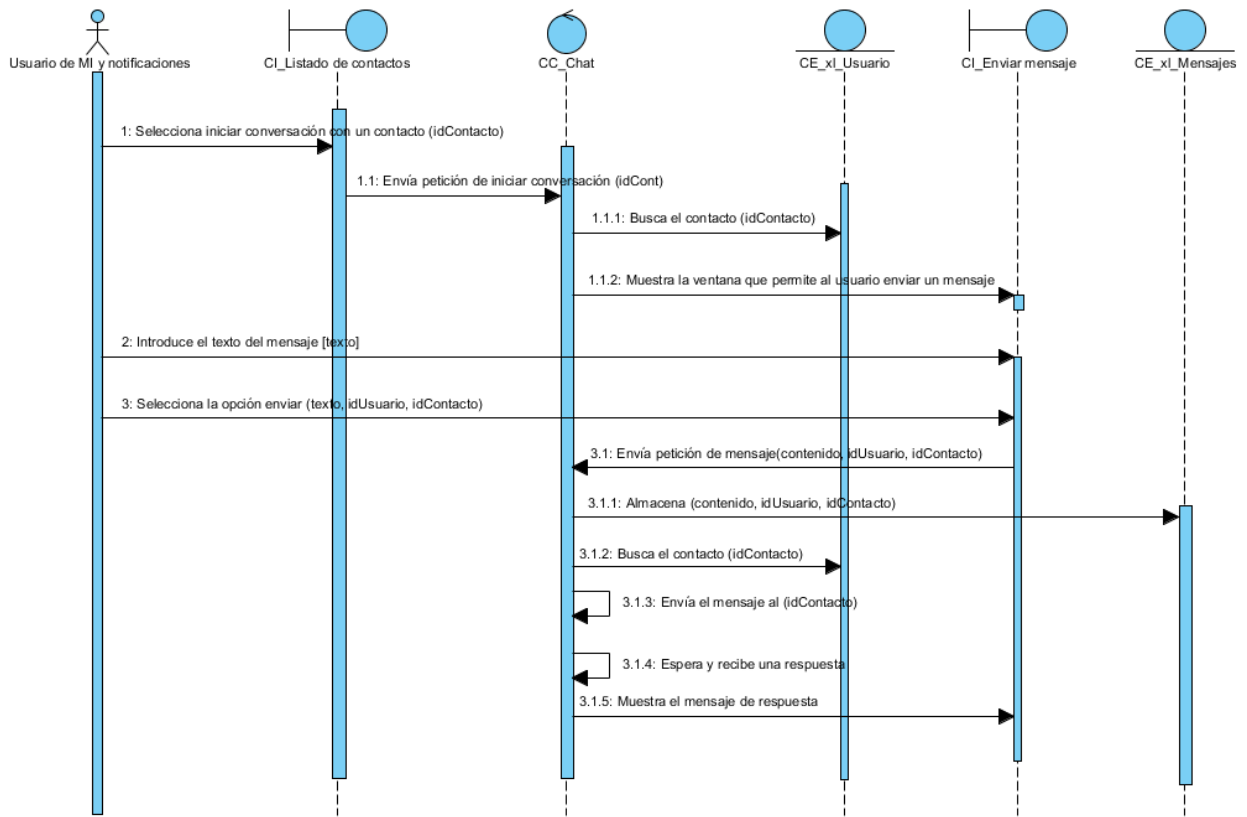 Usuario de MI y notificaciones
CI_Listado de contactos
CC_Chat
CE_xl_Usuario
CI_Enviar mensaje
CE_xl_Mensajes
1: Selecciona iniciar conversación con un contacto (idContacto)
1.1: Envía petición de iniciar conversación (idCont)
1.1.1: Busca el contacto (idContacto)
1.1.2: Muestra la ventana que permite al usuario enviar un mensaje
2: Introduce el texto del mensaje [texto]
3: Selecciona la opción enviar (texto, idUsuario, idContacto)
3.1: Envía petición de mensaje(contenido, idUsuario, idContacto)
3.1.1: Almacena (contenido, idUsuario, idContacto)
3.1.2: Busca el contacto (idContacto)
3.1.3: Envía el mensaje al (idContacto)
3.1.4: Espera y recibe una respuesta
3.1.5: Muestra el mensaje de respuesta